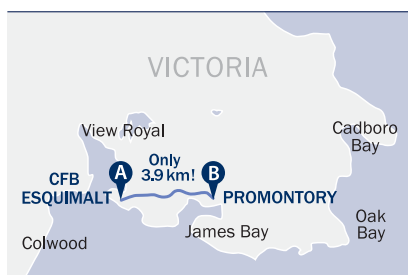 VICTORIA
View Royal
Cadboro
Bay
Only
3.9 km!
CFB
ESQUIMALT
A
B
PROMONTORY
Oak
Bay
James Bay
Colwood